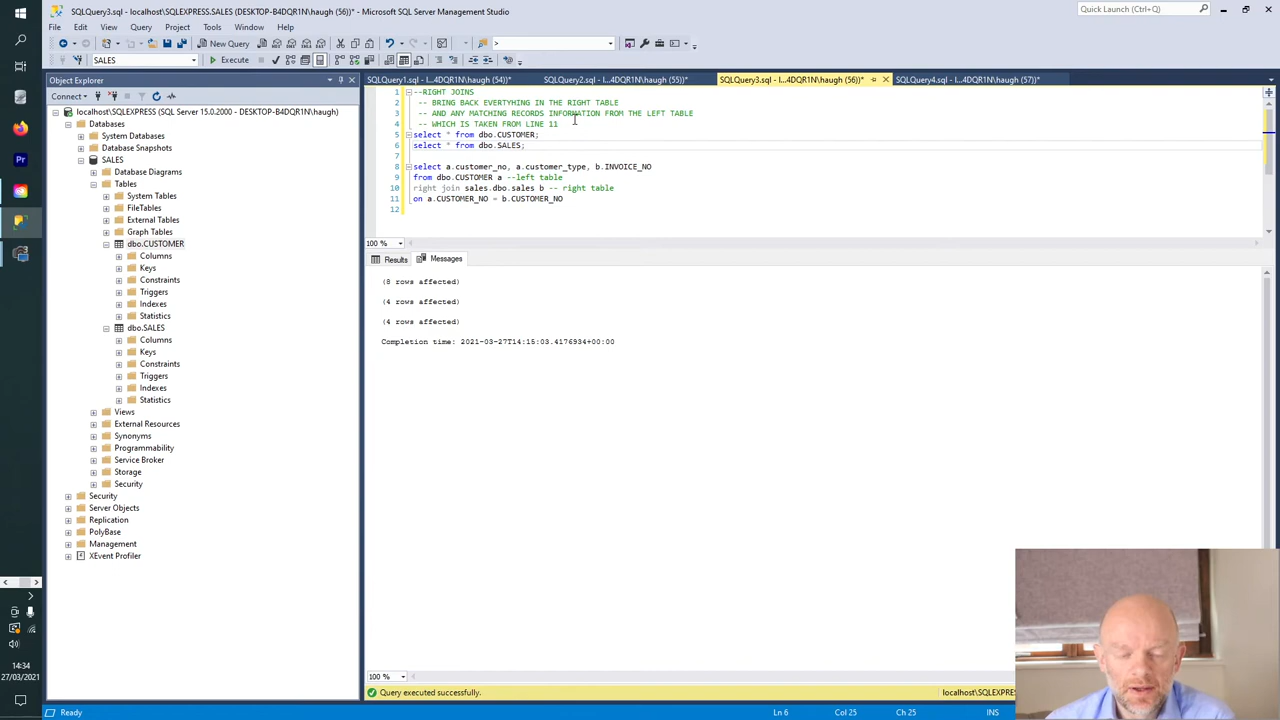 SQLQuery3.sql - localhost\SQLEXPRESS.SALES (DESKTOP-B4DQR1N\haugh (56))* - Microsoft SQL Server Management Studio
Quick Launch (Ctrl+Q)
File Edit View Query Project Tools Window Help
New Query
>
SALES
Execute
Object Explorer
SQLQuery1.sql - l...4DQR1N\haugh (54))*
SQLQuery2.sql - l...4DQR1N\haugh (55))*
SQLQuery3.sql - l...4DQR1N\haugh (56))*
SQLQuery4.sql - l...4DQR1N\haugh (57))*
Connect
localhost\SQLEXPRESS (SQL Server 15.0.2000 - DESKTOP-B4DQR1N\haugh)
Databases
System Databases
Database Snapshots
SALES
Database Diagrams
Tables
System Tables
FileTables
External Tables
Graph Tables
dbo.CUSTOMER
Columns
Keys
Constraints
Triggers
Indexes
Statistics
dbo.SALES
Columns
Keys
Constraints
Triggers
Indexes
Statistics
Views
External Resources
Synonyms
Programmability
Service Broker
Storage
Security
Security
Server Objects
Replication
PolyBase
Management
XEvent Profiler
1 --RIGHT JOINS
2 -- BRING BACK EVERTYHING IN THE RIGHT TABLE
3 -- AND ANY MATCHING RECORDS INFORMATION FROM THE LEFT TABLE
4 -- WHICH IS TAKEN FROM LINE 11
5 select * from dbo.CUSTOMER;
6 select * from dbo.SALES;
8 select a.customer_no, a.customer_type, b.INVOICE_NO
9 from dbo.CUSTOMER a --left table
10 right join sales.dbo.sales b -- right table
11 on a.CUSTOMER_NO = b.CUSTOMER_NO
12
100 %
Results Messages
(8 rows affected)
(4 rows affected)
(4 rows affected)
Completion time: 2021-03-27T14:15:03.4176934+00:00
100 %
Query executed successfully.
localhost\SQLEXPRES
Ready
Ln 6 Col 25 Ch 25 INS
Pr
14:34
27/03/2021